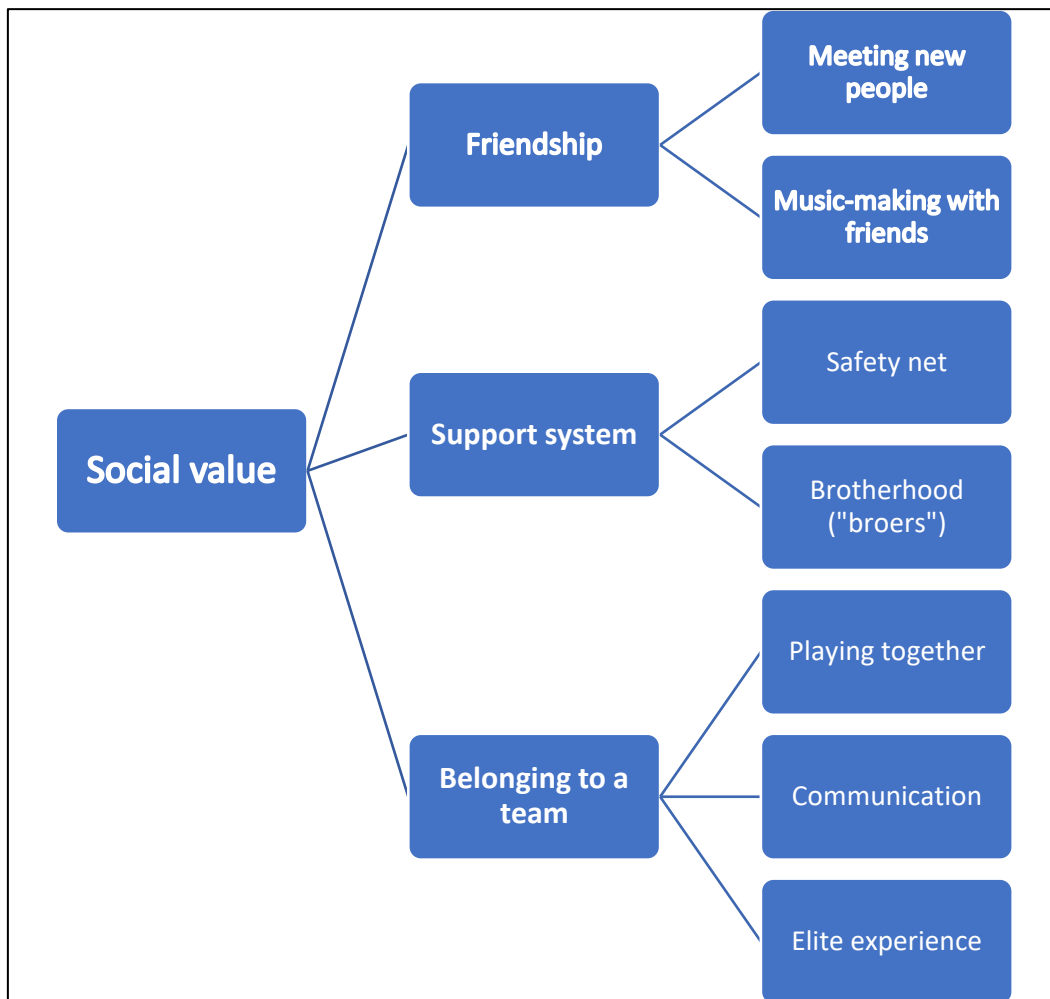 Social value
Friendship
Meeting new
people
Music-making with
friends
Support system
Safety net
Brotherhood
("broers")
Belonging to a
team
Playing together
Communication
Elite experience